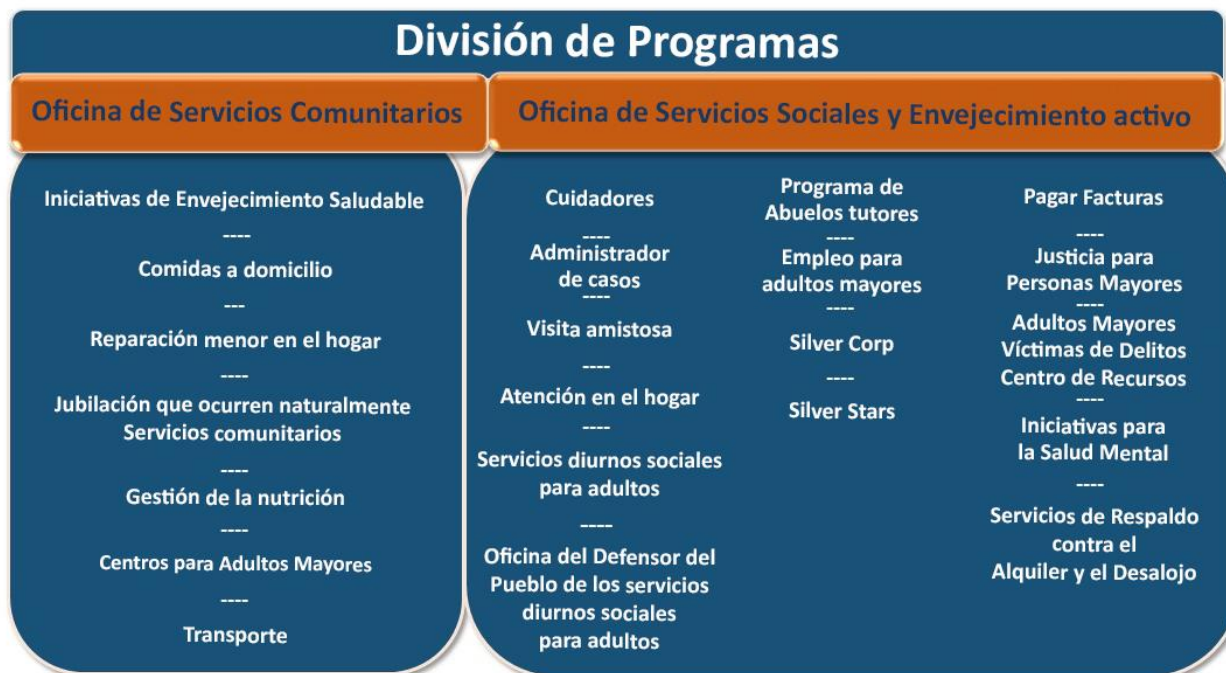 División de Programas
Oficina de Servicios Comunitarios
Oficina de Servicios Sociales y Envejecimiento activo
Iniciativas de Envejecimiento Saludable
----
Comidas a domicilio
---
Reparación menor en el hogar
----
Jubilación que ocurren naturalmente
Servicios comunitarios
----
Gestión de la nutrición
----
Centros para Adultos Mayores
----
Transporte
Cuidadores
----
Administrador
de casos
----
Visita amistosa
----
Atención en el hogar
----
Servicios diurnos sociales
para adultos
----
Oficina del Defensor del
Pueblo de los servicios
diurnos sociales
para adultos
Programa de
Abuelos tutores
----
Empleo para
adultos mayores
----
Silver Corp
----
Silver Stars
Pagar Facturas
----
Justicia para
Personas Mayores
----
Adultos Mayores
Víctimas de Delitos
Centro de Recursos
----
Iniciativas para
la Salud Mental
----
Servicios de Respaldo
contra el
Alquiler y el Desalojo